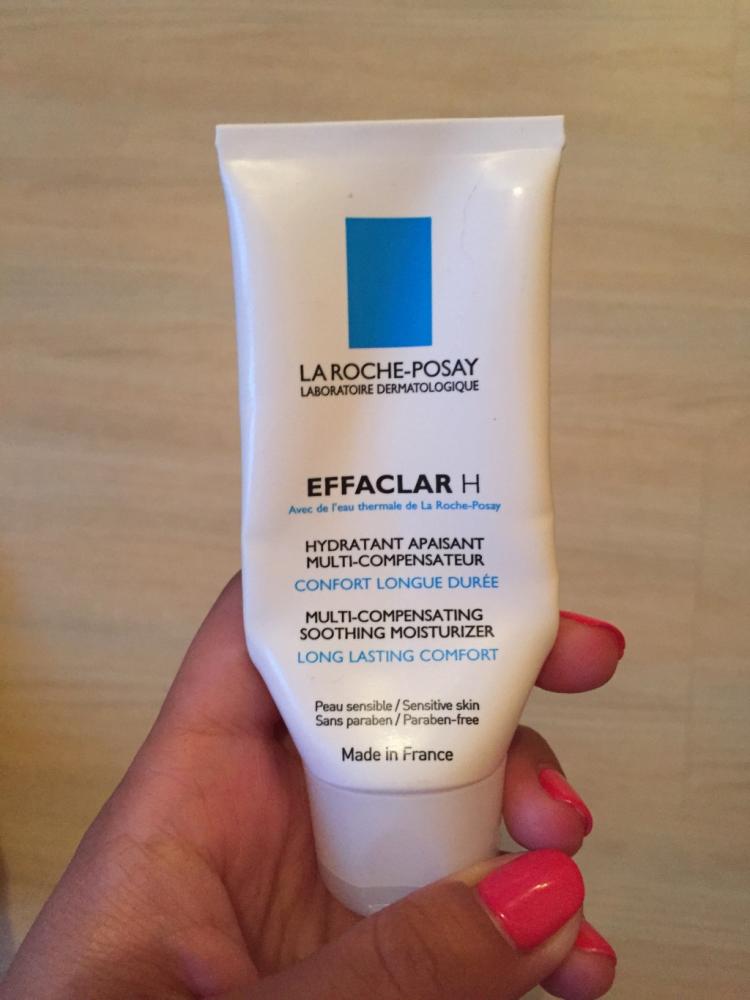 LA ROCHE-POSAY
LABORATOIRE DERMATOLOGIQUE
EFFACLAR H
Avec de l'eau thermale de La Roche-Posay
HYDRATANT APAISANT
MULTI-COMPENSATEUR
CONFORT LONGUE DURÉE
MULTI-COMPENSATING
SOOTHING MOISTURIZER
LONG LASTING COMFORT
Peau sensible / Sensitive skin
Sans paraben / Paraben-free
Made in France